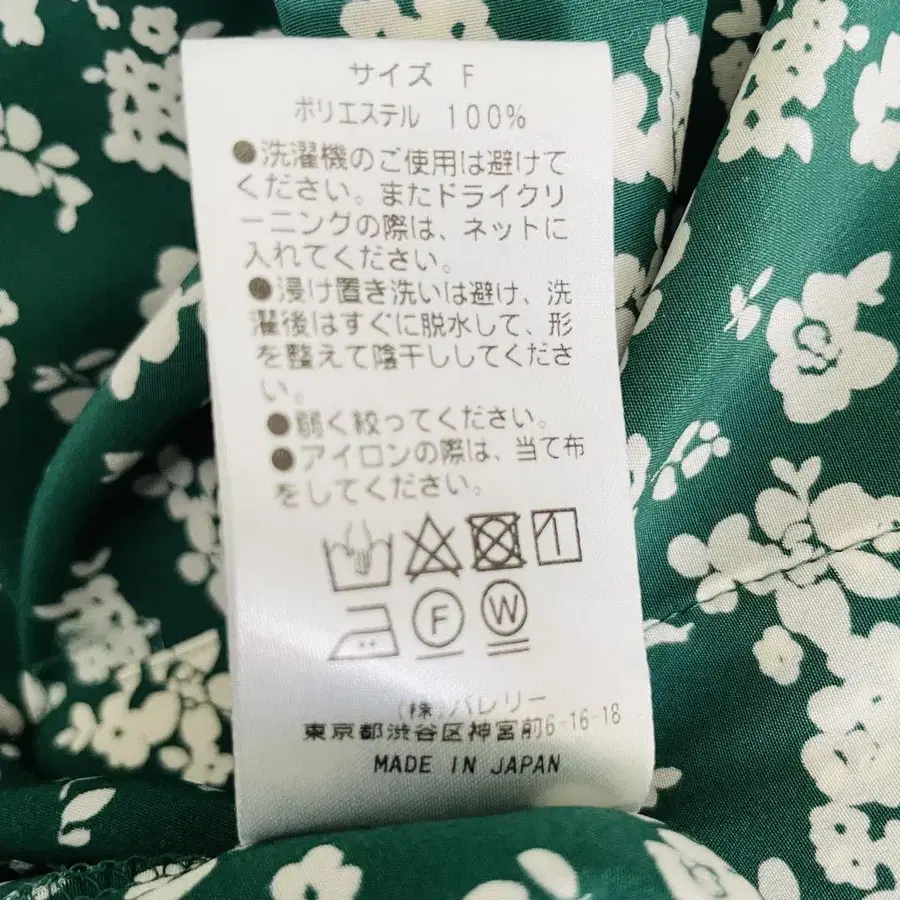 サイズ F
ポリエステル 100%
●洗濯機のご使用は避けて
ください。またドライクリ
ーニングの際は、ネットに
入れてください。
●浸け置き洗いは避け、洗
濯後はすぐに脱水して、形
を整えて陰干ししてくださ
い。
●弱く絞ってください。
●アイロンの際は、当て布
をしてください。
F W
(株)バレリー
東京都渋谷区神宮前6-16-18
MADE IN JAPAN